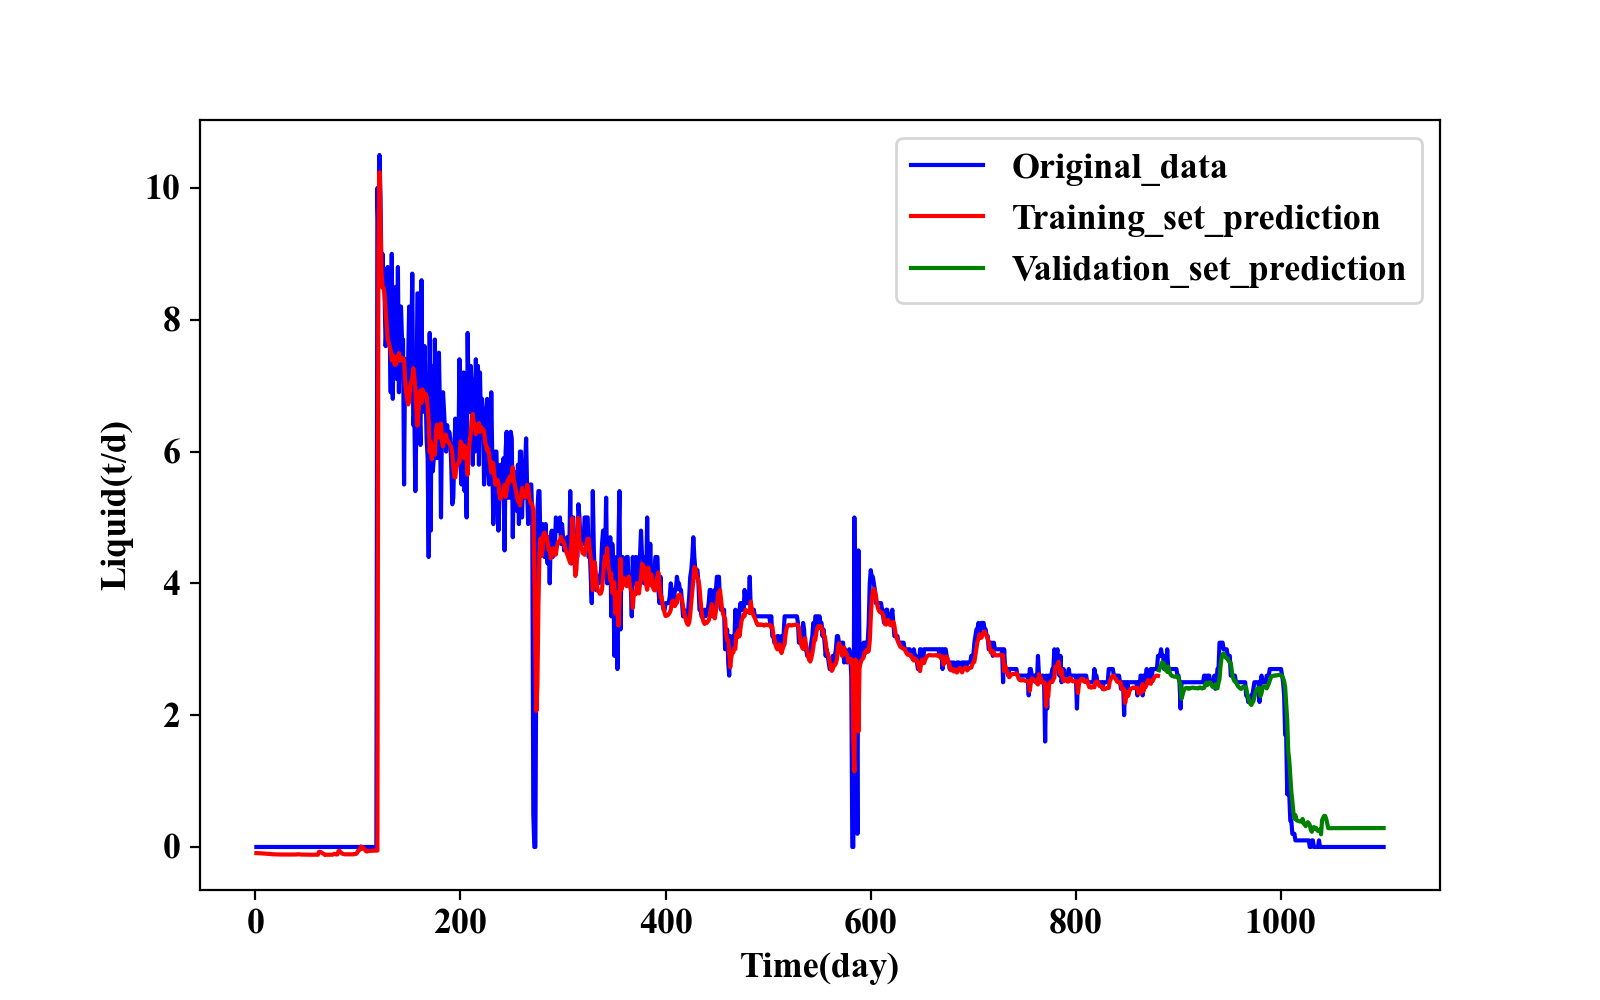 Original_data
Training_set_prediction
Validation_set_prediction
10
8
6
4
2
0
Liquid(t/d)
0 200 400 600 800 1000
Time(day)